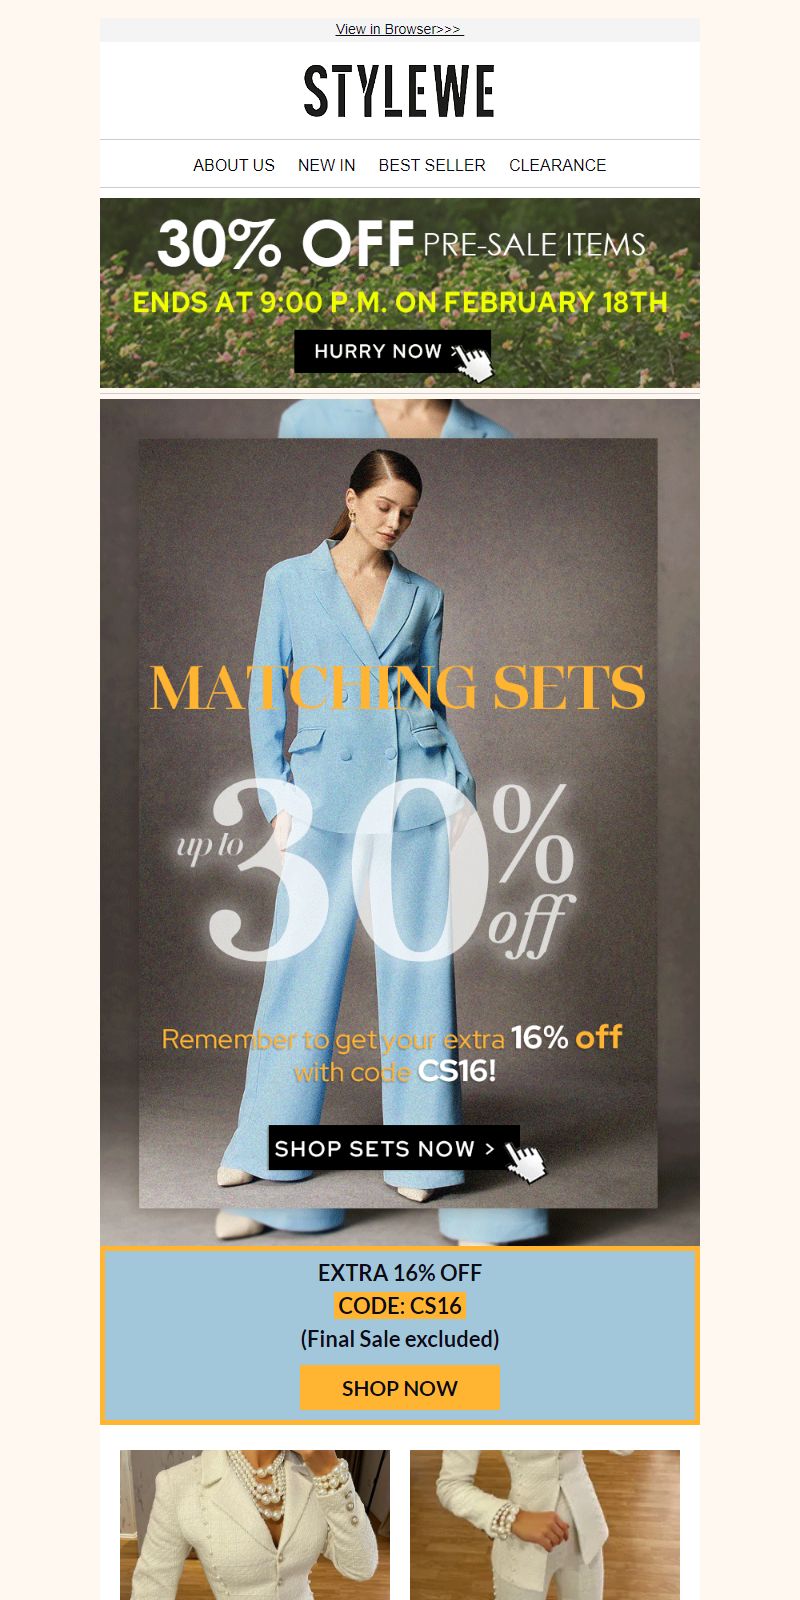 View in Browser>>>
STYLEWE
ABOUT US NEW IN BEST SELLER CLEARANCE
30% OFF PRE-SALE ITEMS
ENDS AT 9:00 P.M. ON FEBRUARY 18TH
HURRY NOW >
MATCHING SETS
up to 30% off
Remember to get your extra 16% off
with code CS16!
SHOP SETS NOW >
EXTRA 16% OFF
CODE: CS16
(Final Sale excluded)
SHOP NOW